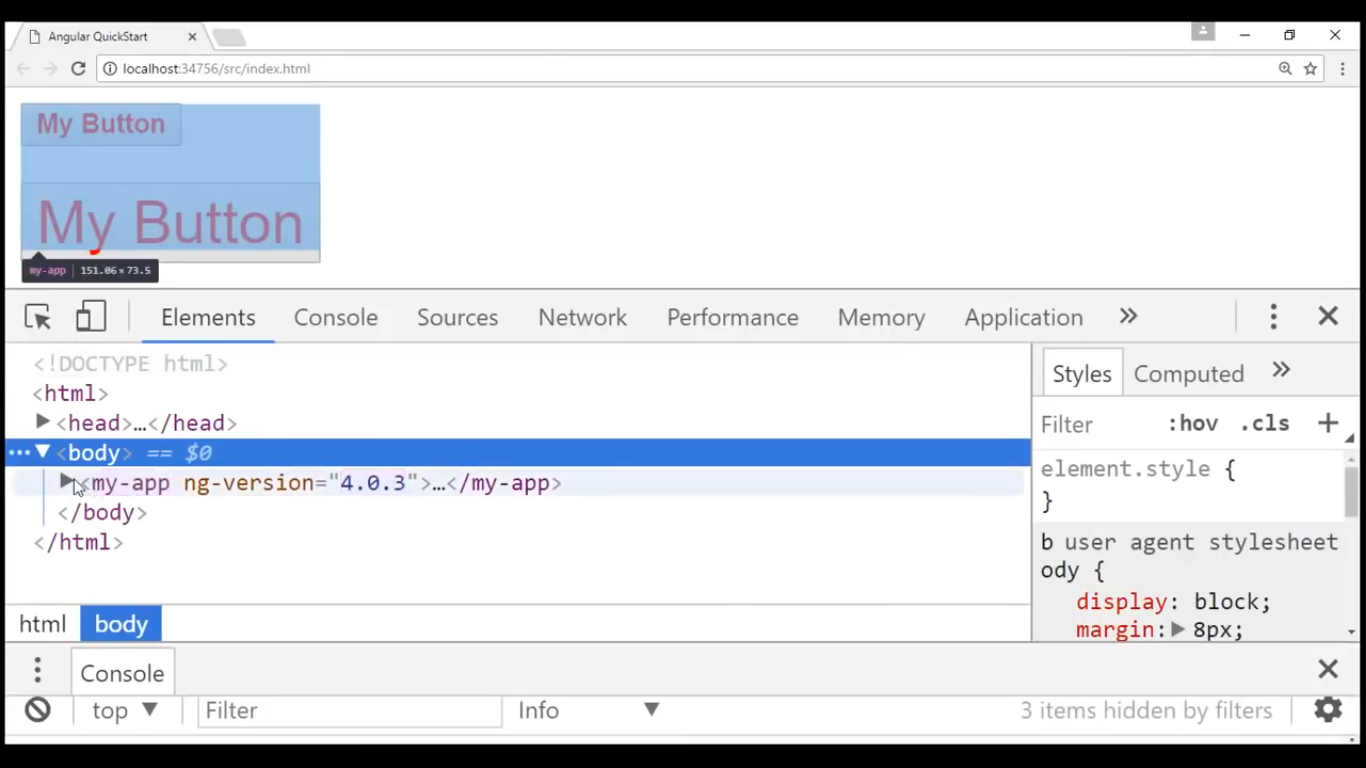 Angular QuickStart
localhost:34756/src/index.html
My Button
My Button
my-app | 151.06×73.5
Elements Console Sources Network Performance Memory Application »
<!DOCTYPE html>
<html>
<head>…</head>
<body> == $0
<my-app ng-version="4.0.3">…</my-app>
</body>
</html>
html body
Styles Computed »
Filter :hov .cls +
element.style {
}
b user agent stylesheet
ody {
display: block;
margin: 8px;
Console
top Filter Info 3 items hidden by filters